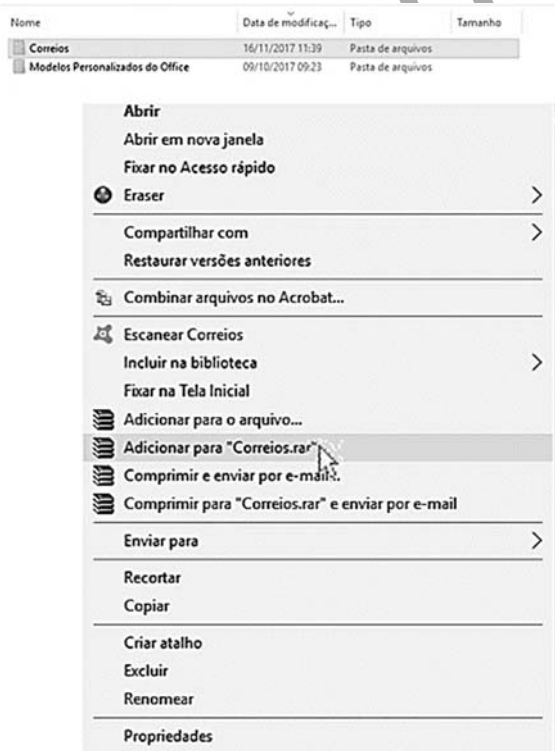 Nome Data de modificaç... Tipo Tamanho
Correios 16/11/2017 11:39 Pasta de arquivos
Modelos Personalizados do Office 09/10/2017 09:23 Pasta de arquivos
Abrir
Abrir em nova janela
Fixar no Acesso rápido
Eraser
Compartilhar com
Restaurar versões anteriores
Combinar arquivos no Acrobat...
Escanear Correios
Incluir na biblioteca
Fixar na Tela Inicial
Adicionar para o arquivo...
Adicionar para "Correios.rar"
Comprimir e enviar por e-mail...
Comprimir para "Correios.rar" e enviar por e-mail
Enviar para
Recortar
Copiar
Criar atalho
Excluir
Renomear
Propriedades